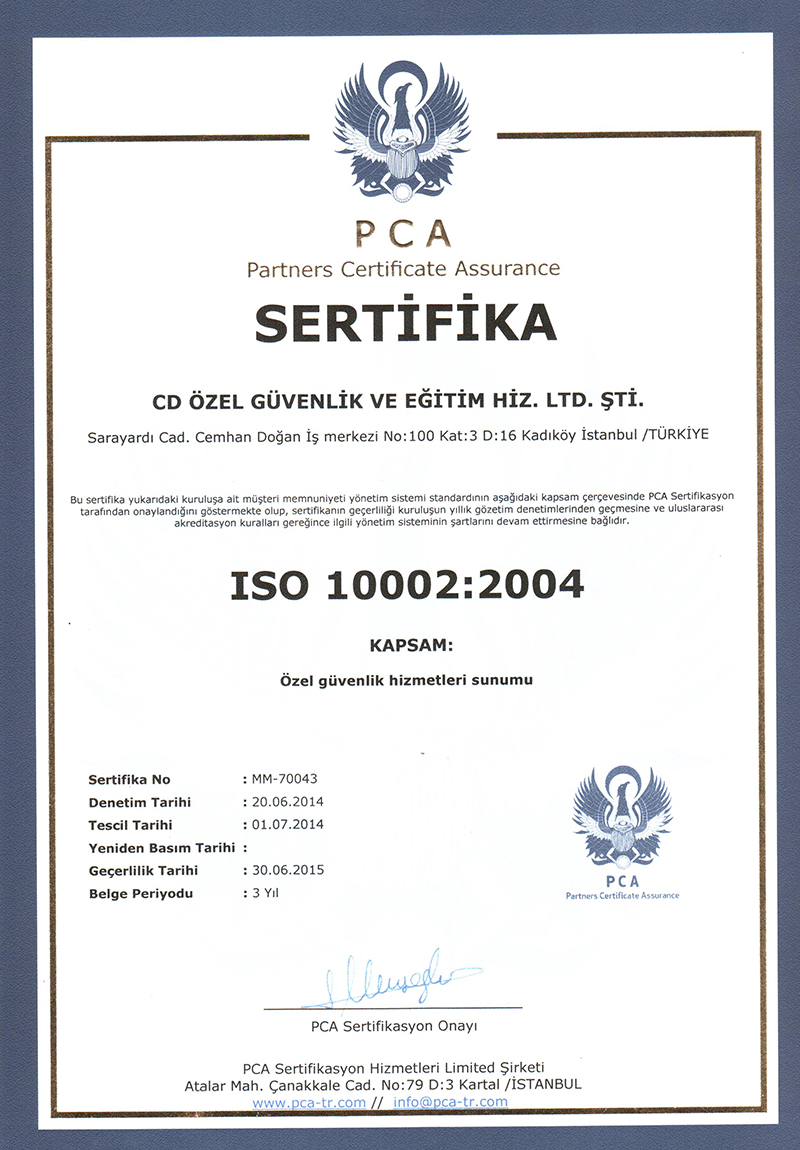 PCA
Partners Certificate Assurance
SERTİFİKA
CD ÖZEL GÜVENLİK VE EĞİTİM HİZ. LTD. ŞTİ.
Sarayardı Cad. Cemhan Doğan İş merkezi No:100 Kat:3 D:16 Kadıköy İstanbul /TÜRKİYE
Bu sertifika yukarıdaki kuruluşa ait müşteri memnuniyeti yönetim sistemi standardının aşağıdaki kapsam çerçevesinde PCA Sertifikasyon
tarafından onaylandığını göstermekte olup, sertifikanın geçerliliği kuruluşun yıllık gözetim denetimlerinden geçmesine ve uluslararası
akreditasyon kuralları gereğince ilgili yönetim sisteminin şartlarını devam ettirmesine bağlıdır.
ISO 10002:2004
KAPSAM:
Özel güvenlik hizmetleri sunumu
Sertifika No : MM-70043
Denetim Tarihi : 20.06.2014
Tescil Tarihi : 01.07.2014
Yeniden Basım Tarihi :
Geçerlilik Tarihi : 30.06.2015
Belge Periyodu : 3 Yıl
PCA
Partners Certificate Assurance
PCA Sertifikasyon Onayı
PCA Sertifikasyon Hizmetleri Limited Şirketi
Atalar Mah. Çanakkale Cad. No:79 D:3 Kartal /İSTANBUL
www.pca-tr.com // info@pca-tr.com